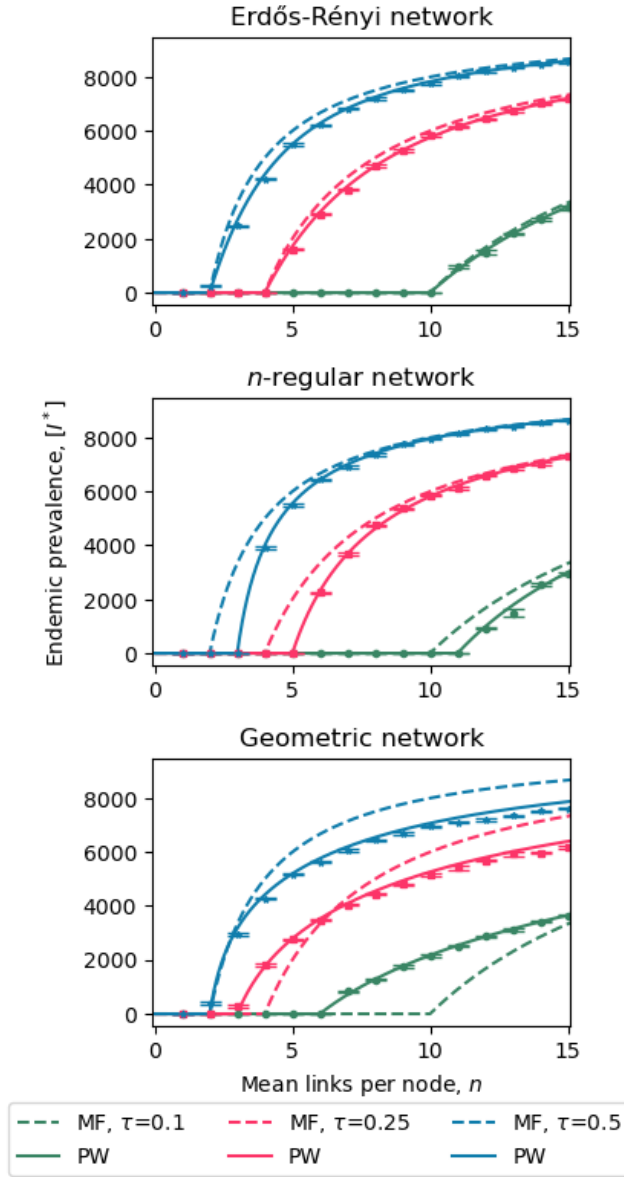 Erdős-Rényi network
8000
6000
4000
2000
0
0 5 10 15
n-regular network
Endemic prevalence, [I*]
8000
6000
4000
2000
0
0 5 10 15
Geometric network
8000
6000
4000
2000
0
0 5 10 15
Mean links per node, n
MF, τ=0.1 MF, τ=0.25 MF, τ=0.5
PW PW PW